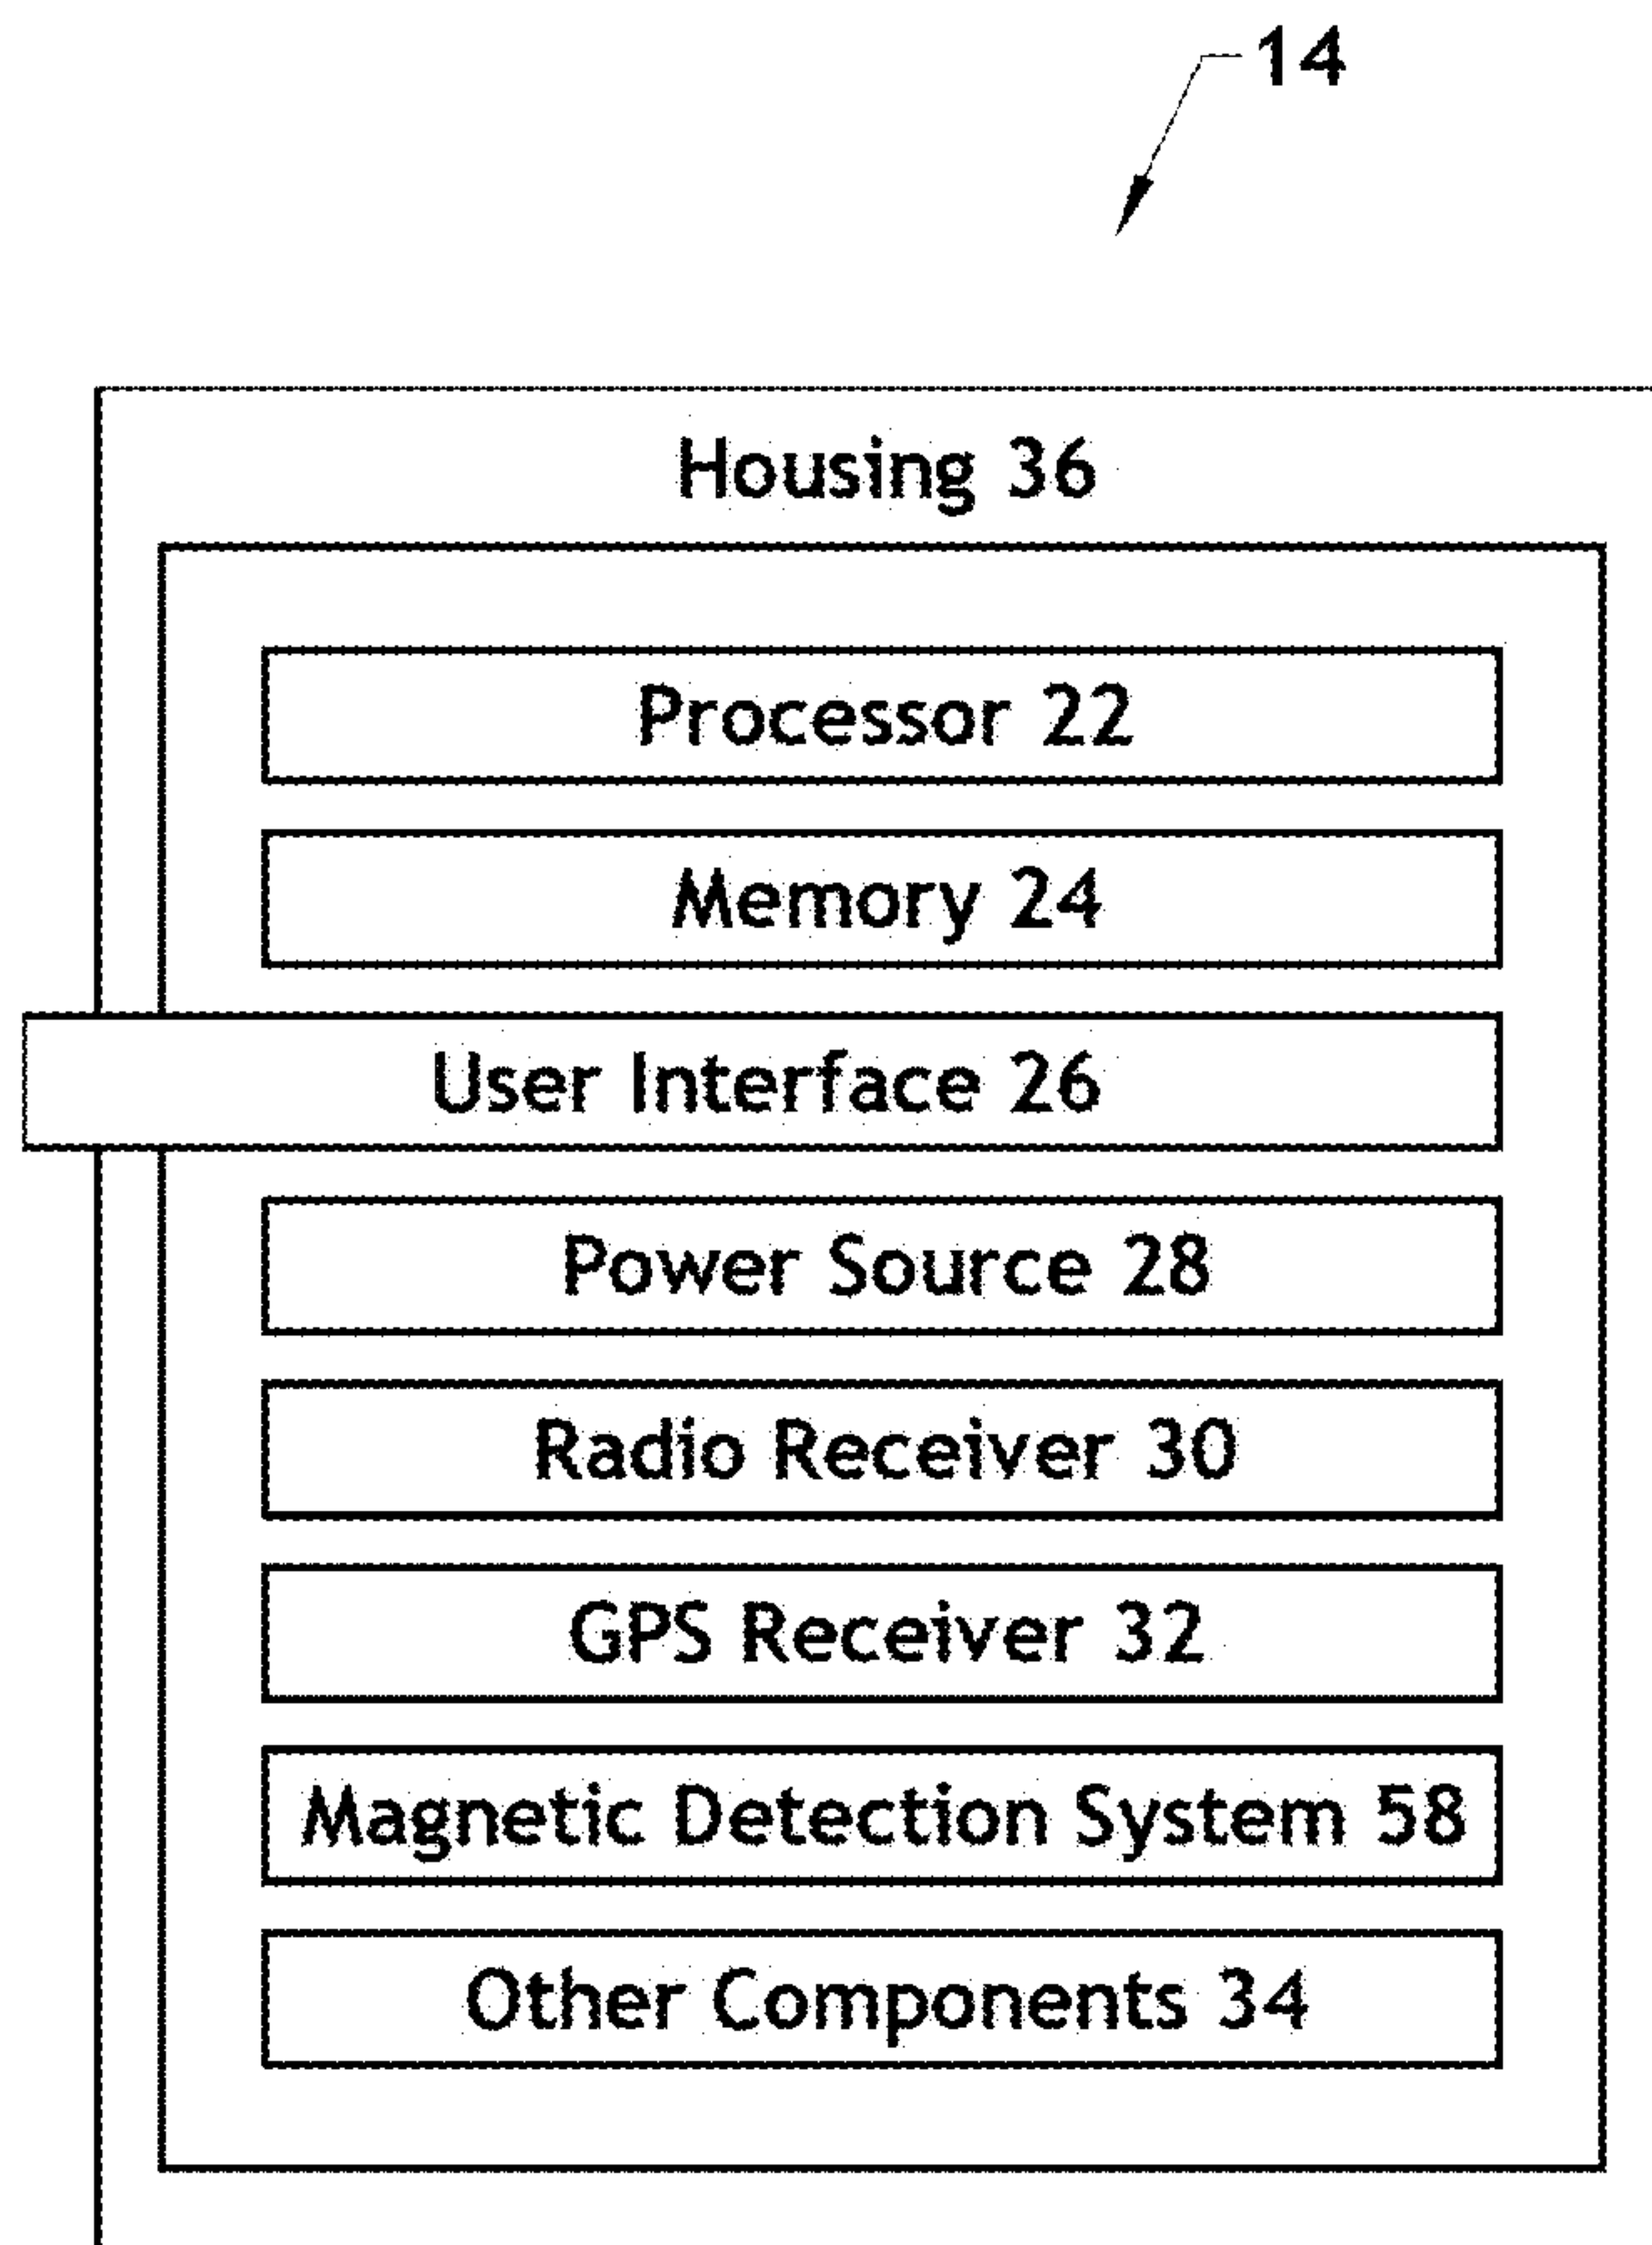 14
Housing 36
Processor 22
Memory 24
User Interface 26
Power Source 28
Radio Receiver 30
GPS Receiver 32
Magnetic Detection System 58
Other Components 34